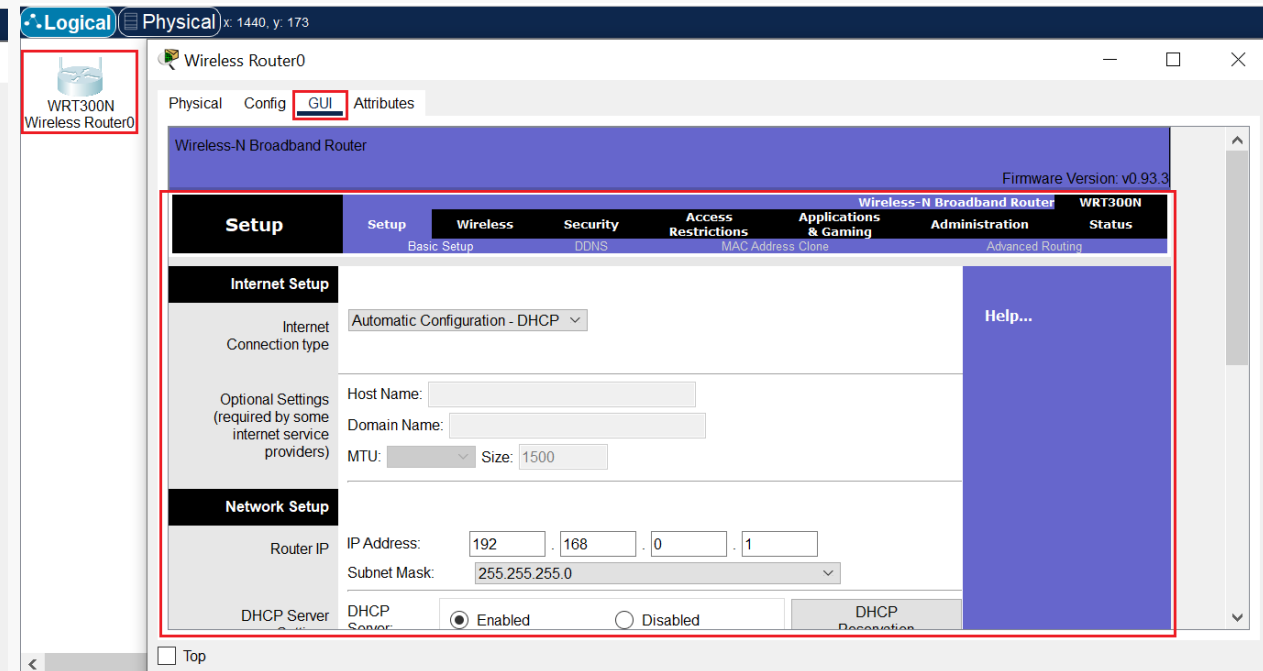 Logical Physical x: 1440, y: 173
WRT300N
Wireless Router0
Wireless Router0
Physical Config GUI Attributes
Wireless-N Broadband Router
Firmware Version: v0.93.3
Wireless-N Broadband Router WRT300N
Setup
Setup Wireless Security Access Restrictions Applications & Gaming Administration Status
Basic Setup DDNS MAC Address Clone Advanced Routing
Internet Setup
Internet
Connection type
Automatic Configuration - DHCP
Help...
Optional Settings
(required by some
internet service
providers)
Host Name:
Domain Name:
MTU: Size: 1500
Network Setup
Router IP
IP Address: 192 . 168 . 0 . 1
Subnet Mask: 255.255.255.0
DHCP Server
DHCP
Server:
Enabled Disabled
DHCP
Reservation
Top